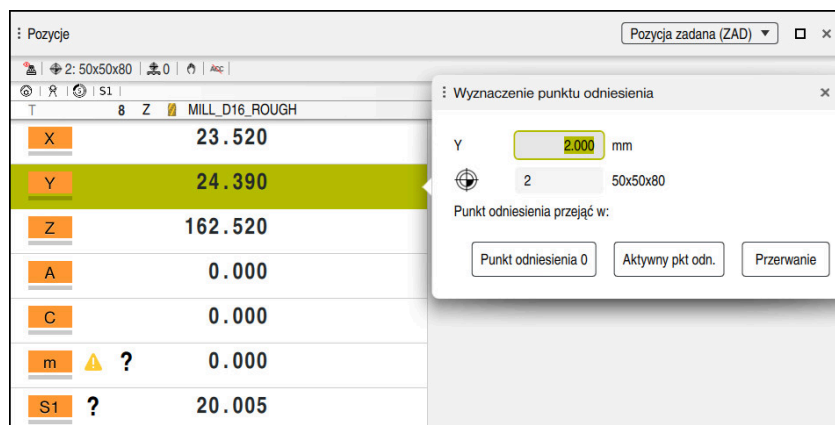 Pozycje
Pozycja zadana (ZAD)
2: 50x50x80 0 ACC
S1
T 8 Z MILL_D16_ROUGH
X 23.520
Y 24.390
Z 162.520
A 0.000
C 0.000
m ? 0.000
S1 ? 20.005
Wyznaczenie punktu odniesienia
Y 2.000 mm
2 50x50x80
Punkt odniesienia przejąć w:
Punkt odniesienia 0 Aktywny pkt odn. Przerwanie